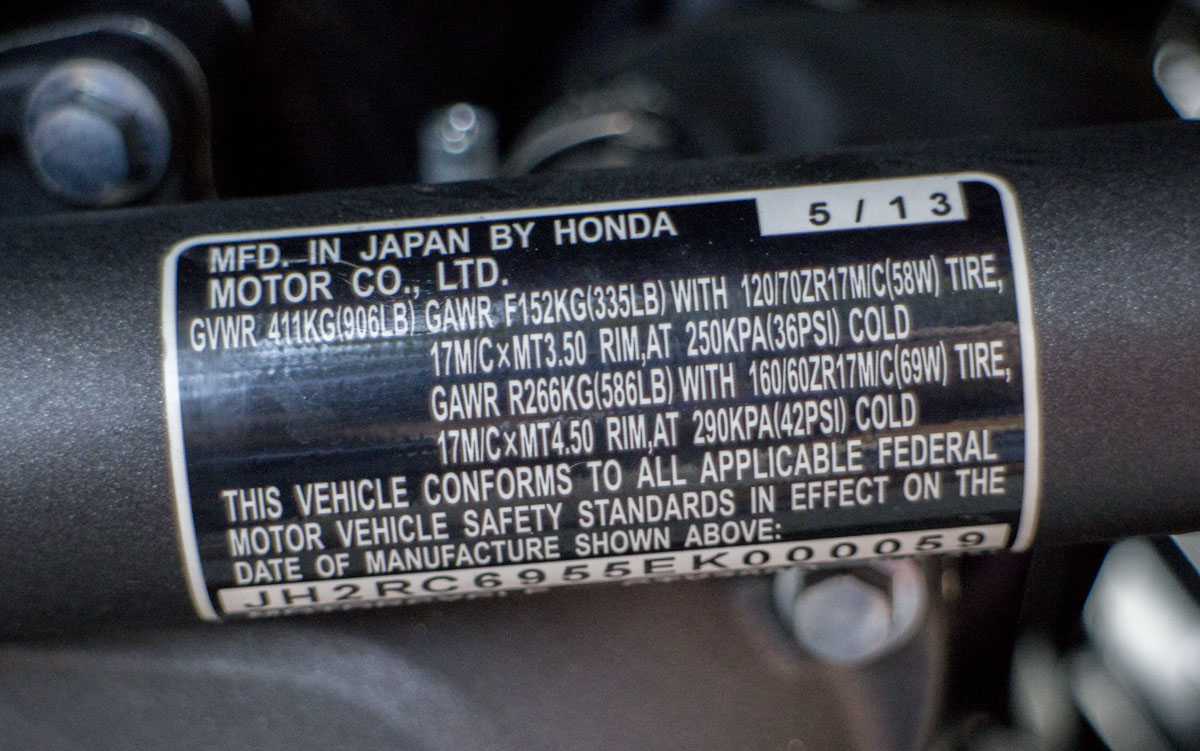 MFD. IN JAPAN BY HONDA 5/13
MOTOR CO., LTD.
GVWR 411KG(906LB) GAWR F152KG(335LB) WITH 120/70ZR17M/C(58W) TIRE,
17M/C×MT3.50 RIM,AT 250KPA(36PSI) COLD
GAWR R266KG(586LB) WITH 160/60ZR17M/C(69W) TIRE,
17M/C×MT4.50 RIM,AT 290KPA(42PSI) COLD
THIS VEHICLE CONFORMS TO ALL APPLICABLE FEDERAL
MOTOR VEHICLE SAFETY STANDARDS IN EFFECT ON THE
DATE OF MANUFACTURE SHOWN ABOVE:
JH2RC6955EK000059